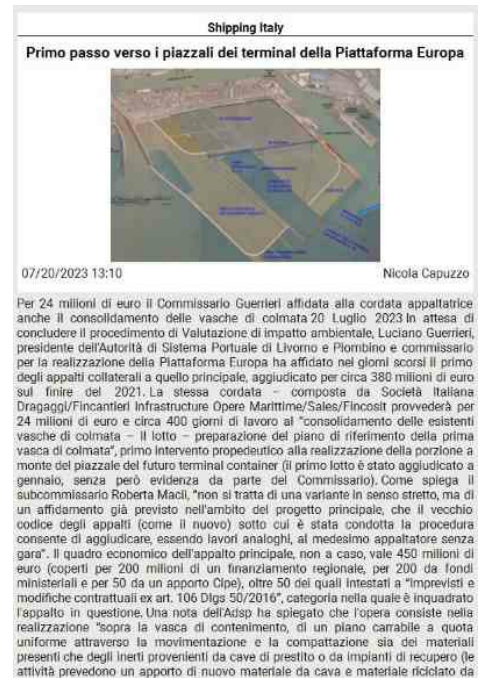 Shipping Italy
Primo passo verso i piazzali dei terminal della Piattaforma Europa
07/20/2023 13:10
Nicola Capuzzo
Per 24 milioni di euro il Commissario Guerrieri affidata alla cordata appaltatrice
anche il consolidamento delle vasche di colmata 20 Luglio 2023 In attesa di
concludere il procedimento di Valutazione di impatto ambientale, Luciano Guerrieri,
presidente dell'Autorità di Sistema Portuale di Livorno e Piombino e commissario
per la realizzazione della Piattaforma Europa ha affidato nei giorni scorsi il primo
degli appalti collaterali a quello principale, aggiudicato per circa 380 milioni di euro
sul finire del 2021. La stessa cordata – composta da Società Italiana
Dragaggi/Fincantieri Infrastructure Opere Marittime/Sales/Fincosit provvederà per
24 milioni di euro e circa 400 giorni di lavoro al "consolidamento delle esistenti
vasche di colmata – II lotto – preparazione del piano di riferimento della prima
vasca di colmata", primo intervento propedeutico alla realizzazione della porzione a
monte del piazzale del futuro terminal container (il primo lotto è stato aggiudicato a
gennaio, senza però evidenza da parte del Commissario). Come spiega il
subcommissario Roberta Macii, "non si tratta di una variante in senso stretto, ma di
un affidamento già previsto nell'ambito del progetto principale, che il vecchio
codice degli appalti (come il nuovo) sotto cui è stata condotta la procedura
consente di aggiudicare, essendo lavori analoghi, al medesimo appaltatore senza
gara". Il quadro economico dell'appalto principale, non a caso, vale 450 milioni di
euro (coperti per 200 milioni di un finanziamento regionale, per 200 da fondi
ministeriali e per 50 da un apporto Cipe), oltre 50 dei quali intestati a "imprevisti e
modifiche contrattuali ex art. 106 Dlgs 50/2016", categoria nella quale è inquadrato
l'appalto in questione. Una nota dell'Adsp ha spiegato che l'opera consiste nella
realizzazione "sopra la vasca di contenimento, di un piano carrabile a quota
uniforme attraverso la movimentazione e la compattazione sia dei materiali
presenti che degli inerti provenienti da cave di prestito o da impianti di recupero (le
attività prevedono un apporto di nuovo materiale da cava e materiale riciclato da